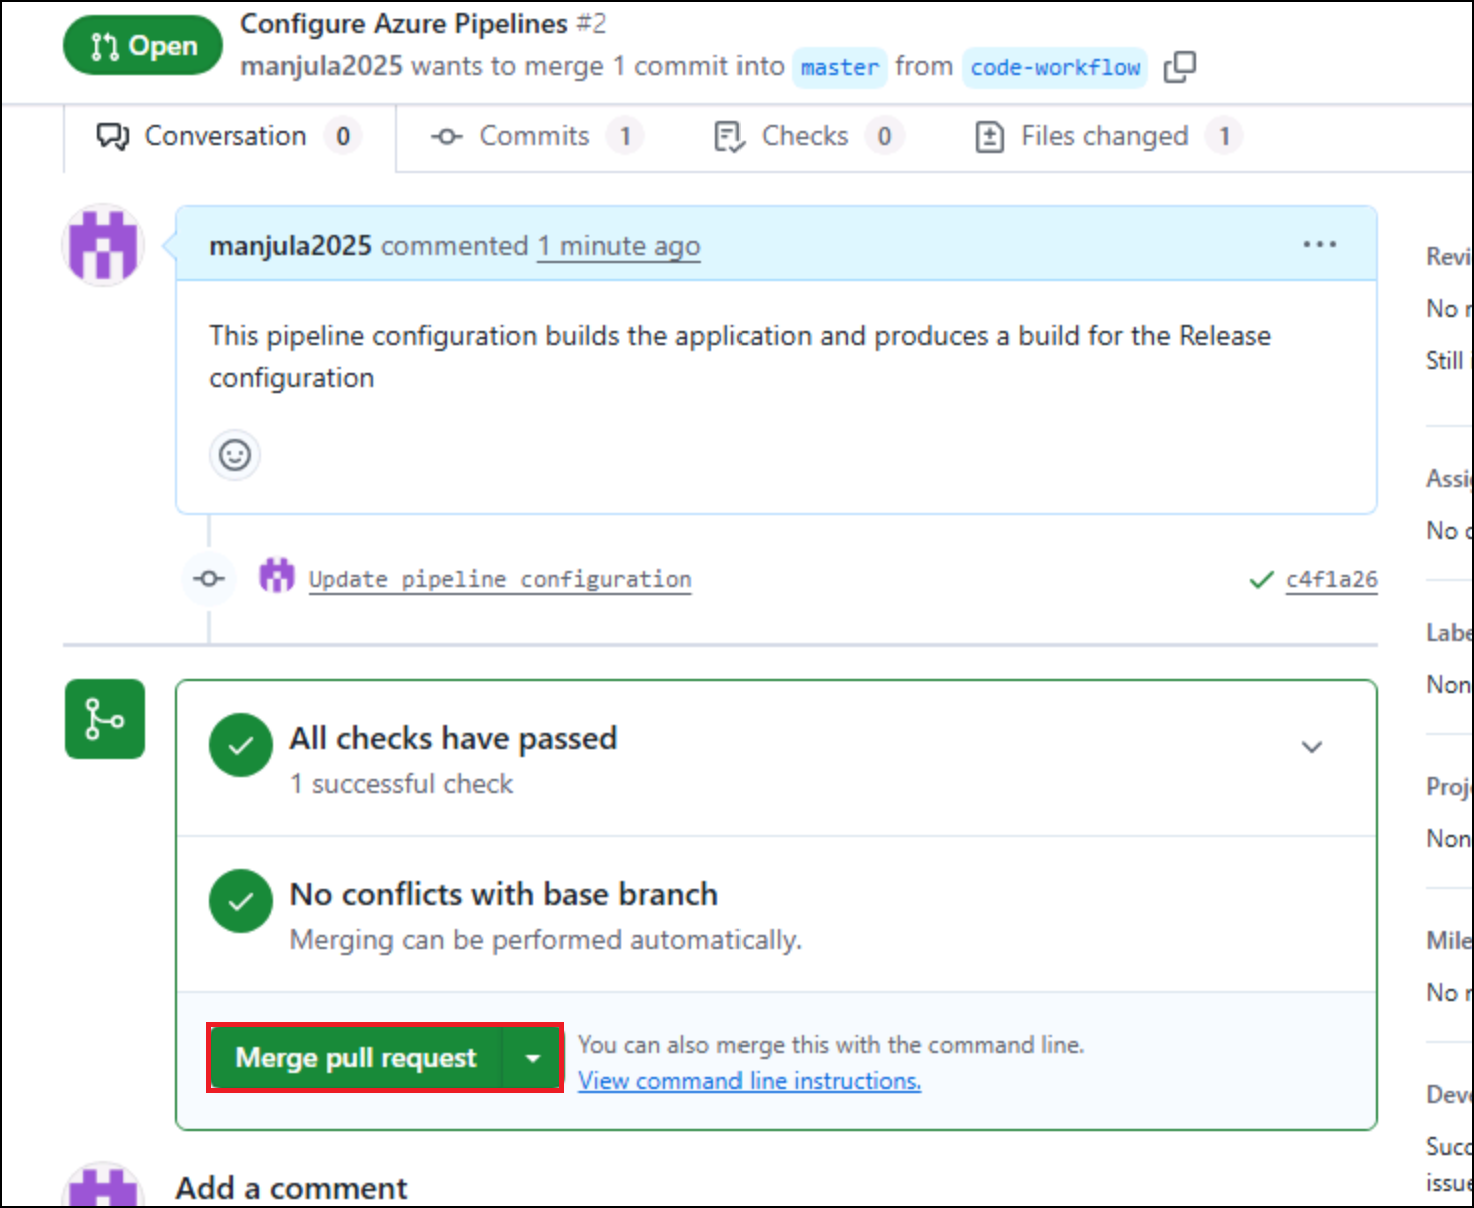 Open
Configure Azure Pipelines #2
manjula2025 wants to merge 1 commit into master from code-workflow
Conversation 0 Commits 1 Checks 0 Files changed 1
manjula2025 commented 1 minute ago
This pipeline configuration builds the application and produces a build for the Release
configuration
Update pipeline configuration c4f1a26
All checks have passed
1 successful check
No conflicts with base branch
Merging can be performed automatically.
Merge pull request
You can also merge this with the command line.
View command line instructions.
Add a comment
Revi
No
Still
Assi
No
Labe
Non
Proj
Non
Mile
No
Deve
Succ
issue